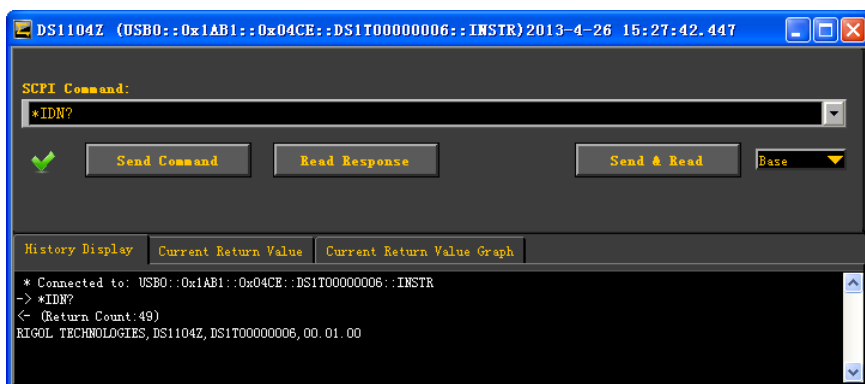 DS1104Z (USB0::0x1AB1::0x04CE::DS1T00000006::INSTR)2013-4-26 15:27:42.447
SCPI Command:
*IDN?
Send Command Read Response Send & Read Base
History Display Current Return Value Current Return Value Graph
* Connected to: USB0::0x1AB1::0x04CE::DS1T00000006::INSTR
-> *IDN?
<- (Return Count:49)
RIGOL TECHNOLOGIES,DS1104Z,DS1T00000006,00.01.00